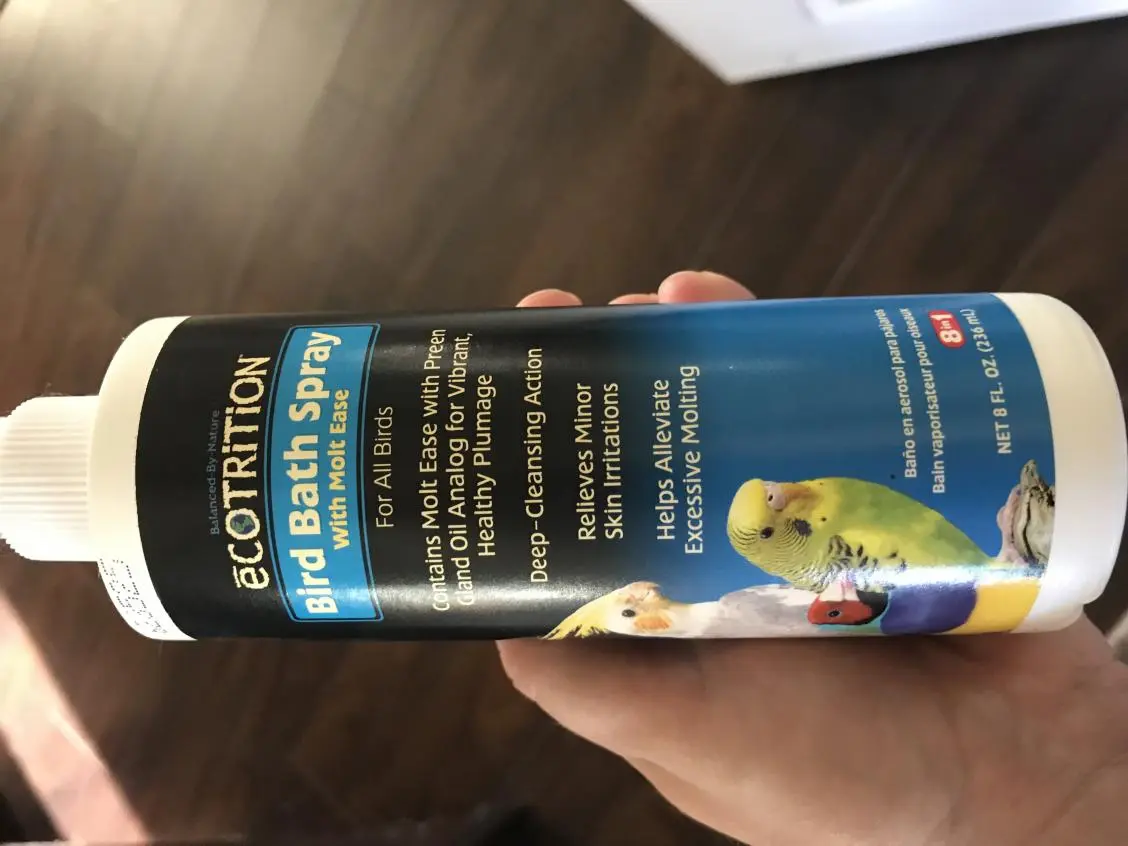 Balanced-By-Nature
ecOTRiTiON™
Bird Bath Spray
With Molt Ease
For All Birds
Contains Molt Ease with Preen
Gland Oil Analog for Vibrant,
Healthy Plumage
Deep-Cleansing Action
Relieves Minor
Skin Irritations
Helps Alleviate
Excessive Molting
Baño en aerosol para pájaros
Bain vaporisateur pour oiseaux
8in1
NET 8 FL. OZ. (236 mL)